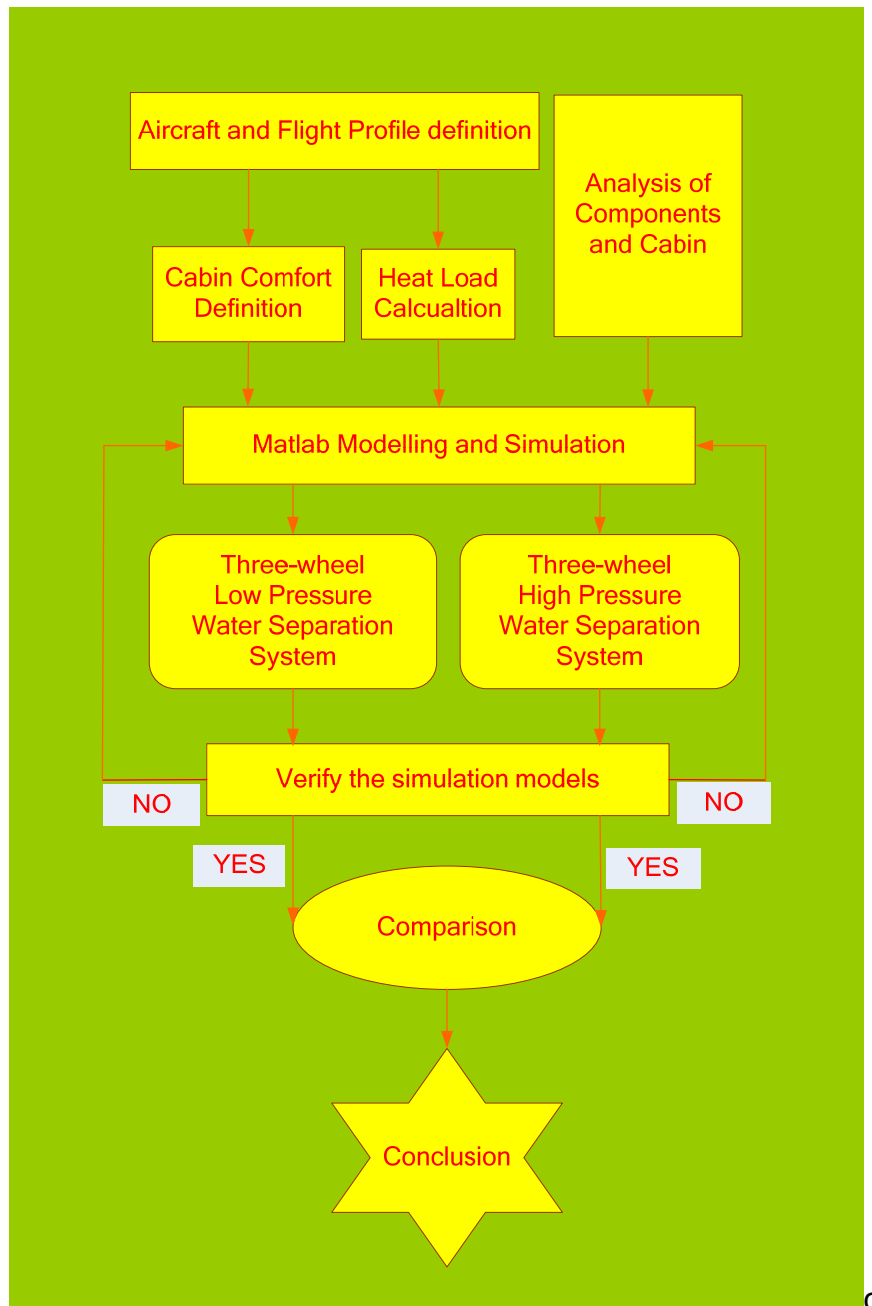 Aircraft and Flight Profile definition
Analysis of
Components
and Cabin
Cabin Comfort
Definition
Heat Load
Calcualtion
Matlab Modelling and Simulation
Three-wheel
Low Pressure
Water Separation
System
Three-wheel
High Pressure
Water Separation
System
Verify the simulation models
NO
NO
YES
YES
Comparison
Conclusion